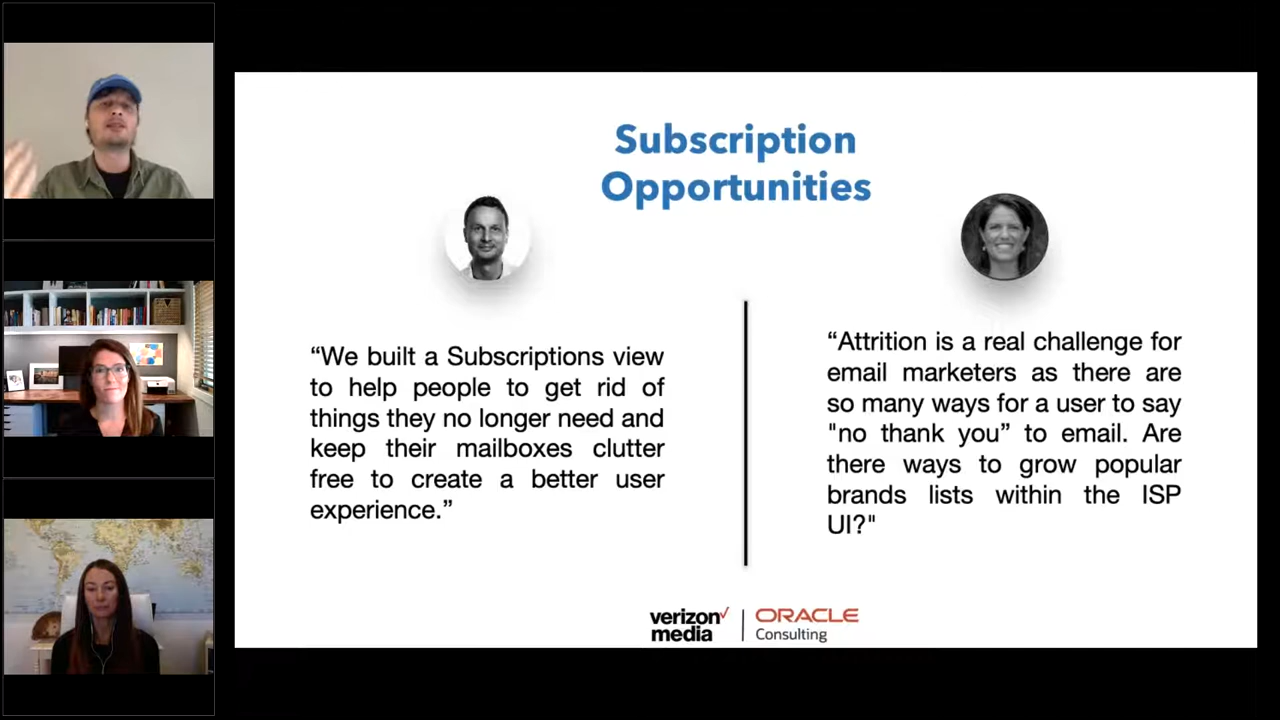 Subscription
Opportunities
“We built a Subscriptions view
to help people to get rid of
things they no longer need and
keep their mailboxes clutter
free to create a better user
experience.”
“Attrition is a real challenge for
email marketers as there are
so many ways for a user to say
"no thank you” to email. Are
there ways to grow popular
brands lists within the ISP
UI?"
verizon
media
ORACLE
Consulting